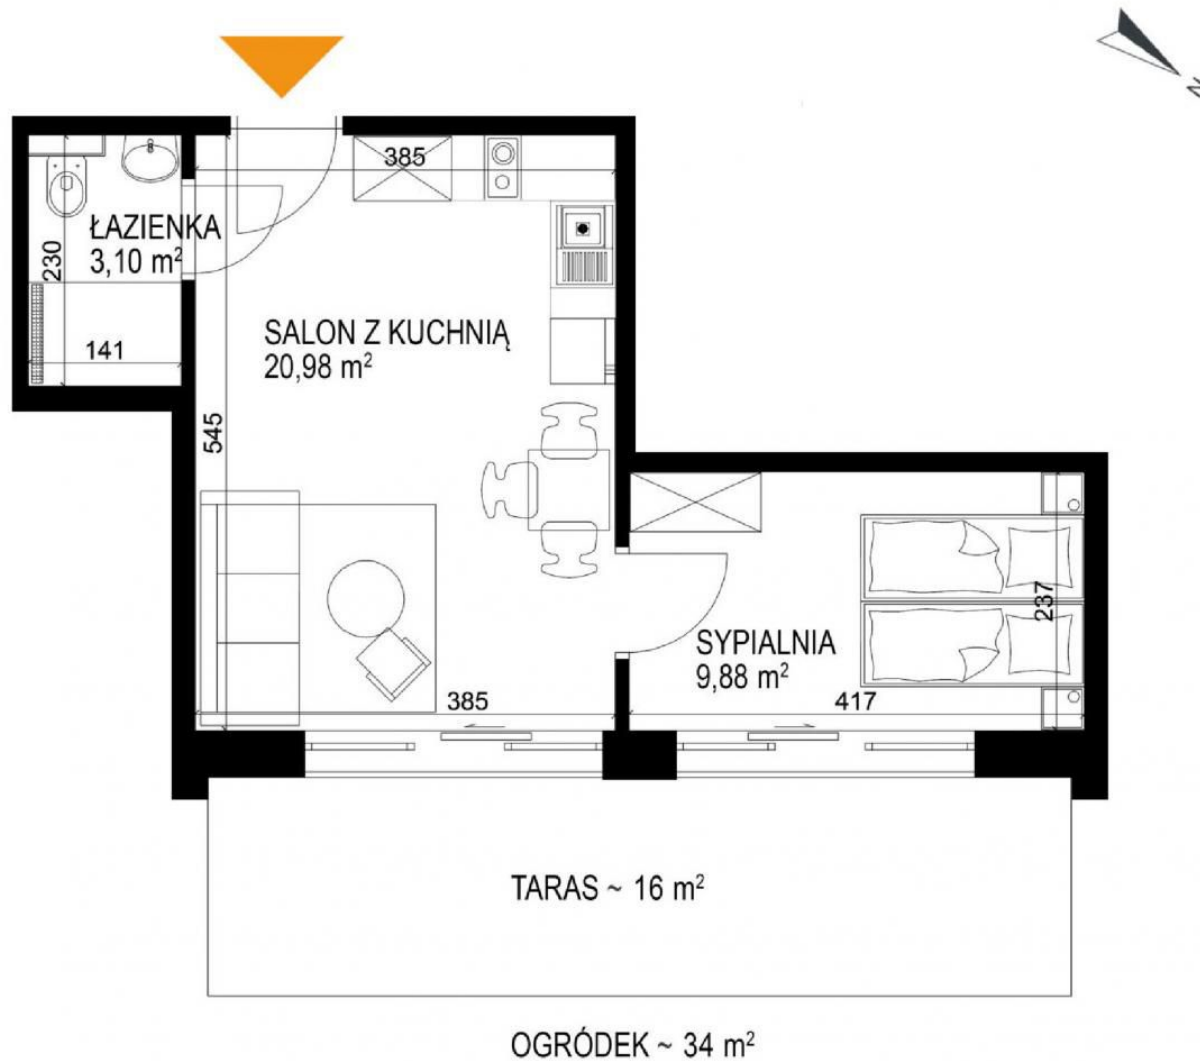 N
385
ŁAZIENKA
3,10 m²
230
141
SALON Z KUCHNIĄ
20,98 m²
545
385
SYPIALNIA
9,88 m²
237
417
TARAS ~ 16 m²
OGRÓDEK ~ 34 m²